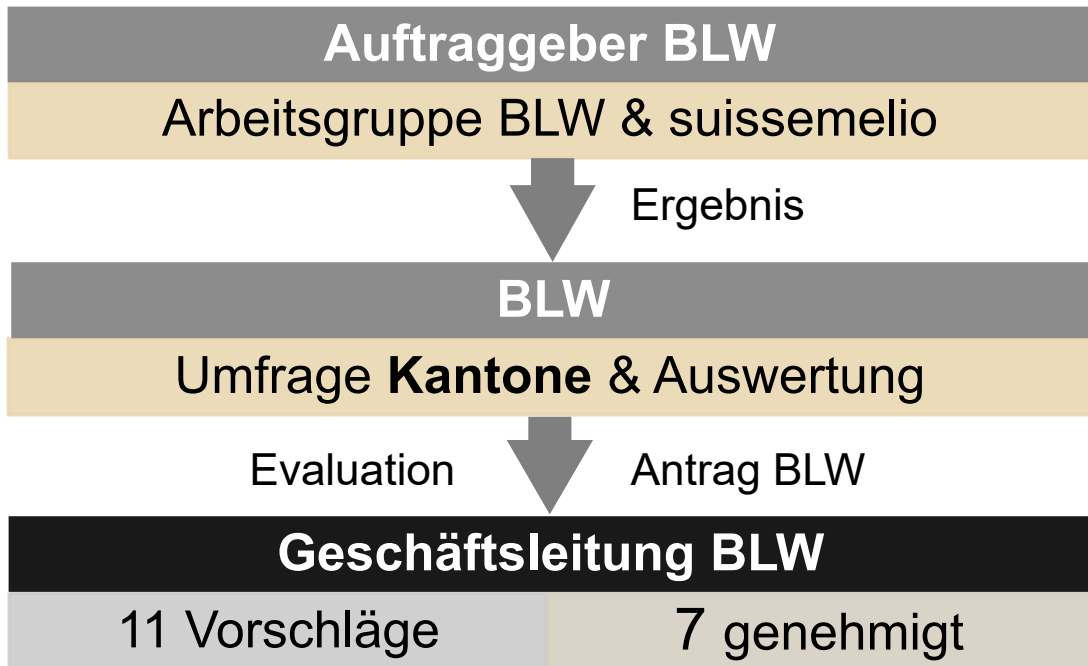 Auftraggeber BLW
Arbeitsgruppe BLW & suissemelio
Ergebnis
BLW
Umfrage Kantone & Auswertung
Evaluation Antrag BLW
Geschäftsleitung BLW
11 Vorschläge 7 genehmigt